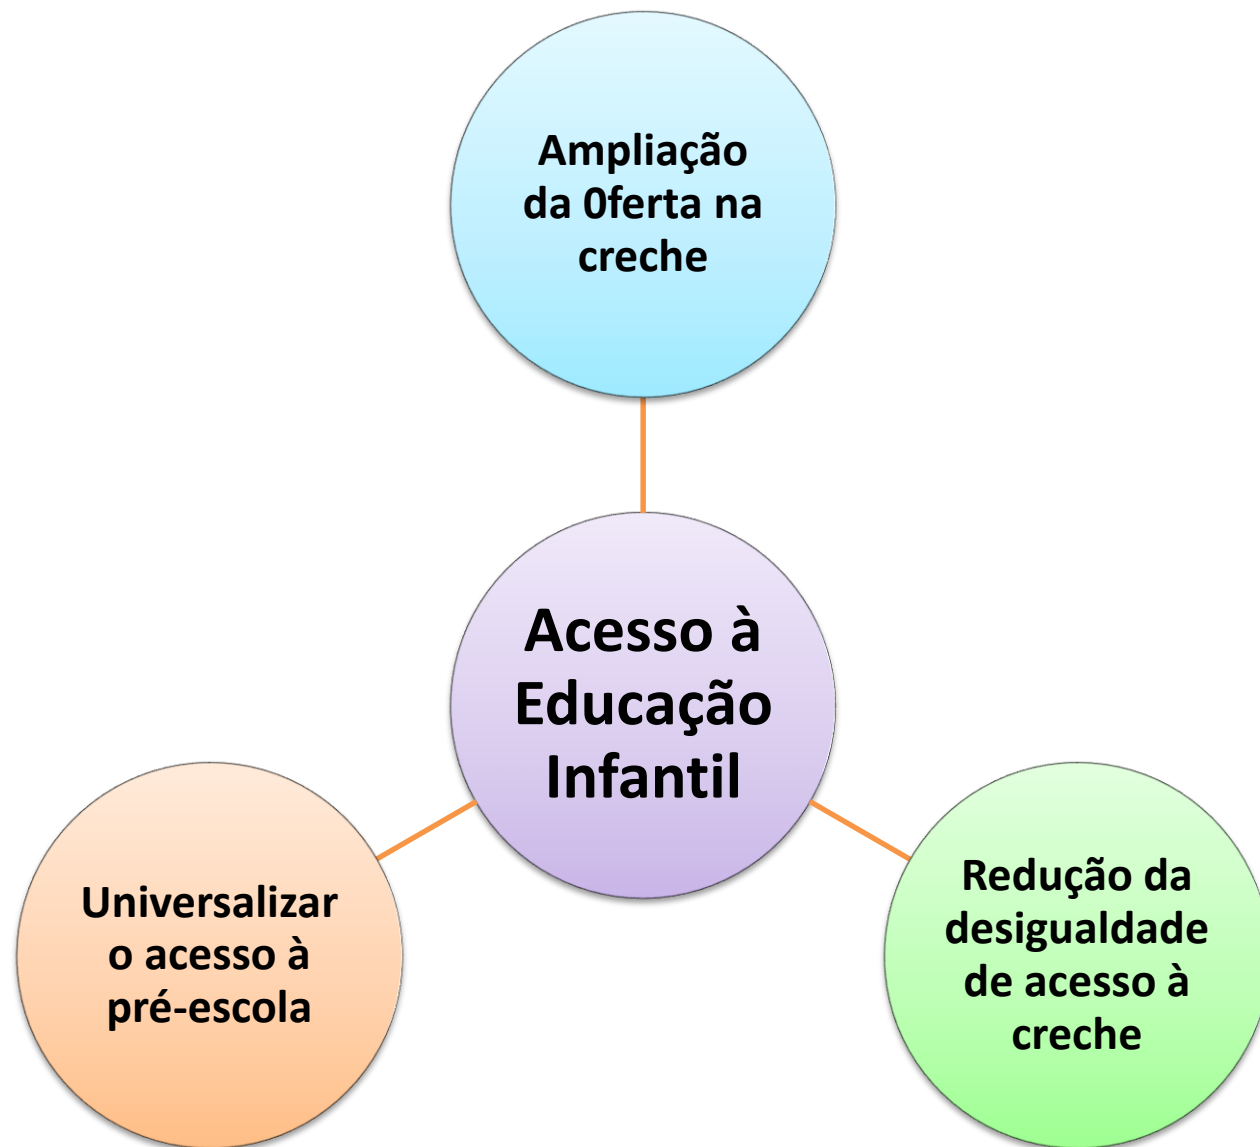 Ampliação
da 0ferta na
creche
Acesso à
Educação
Infantil
Universalizar
o acesso à
pré-escola
Redução da
desigualdade
de acesso à
creche